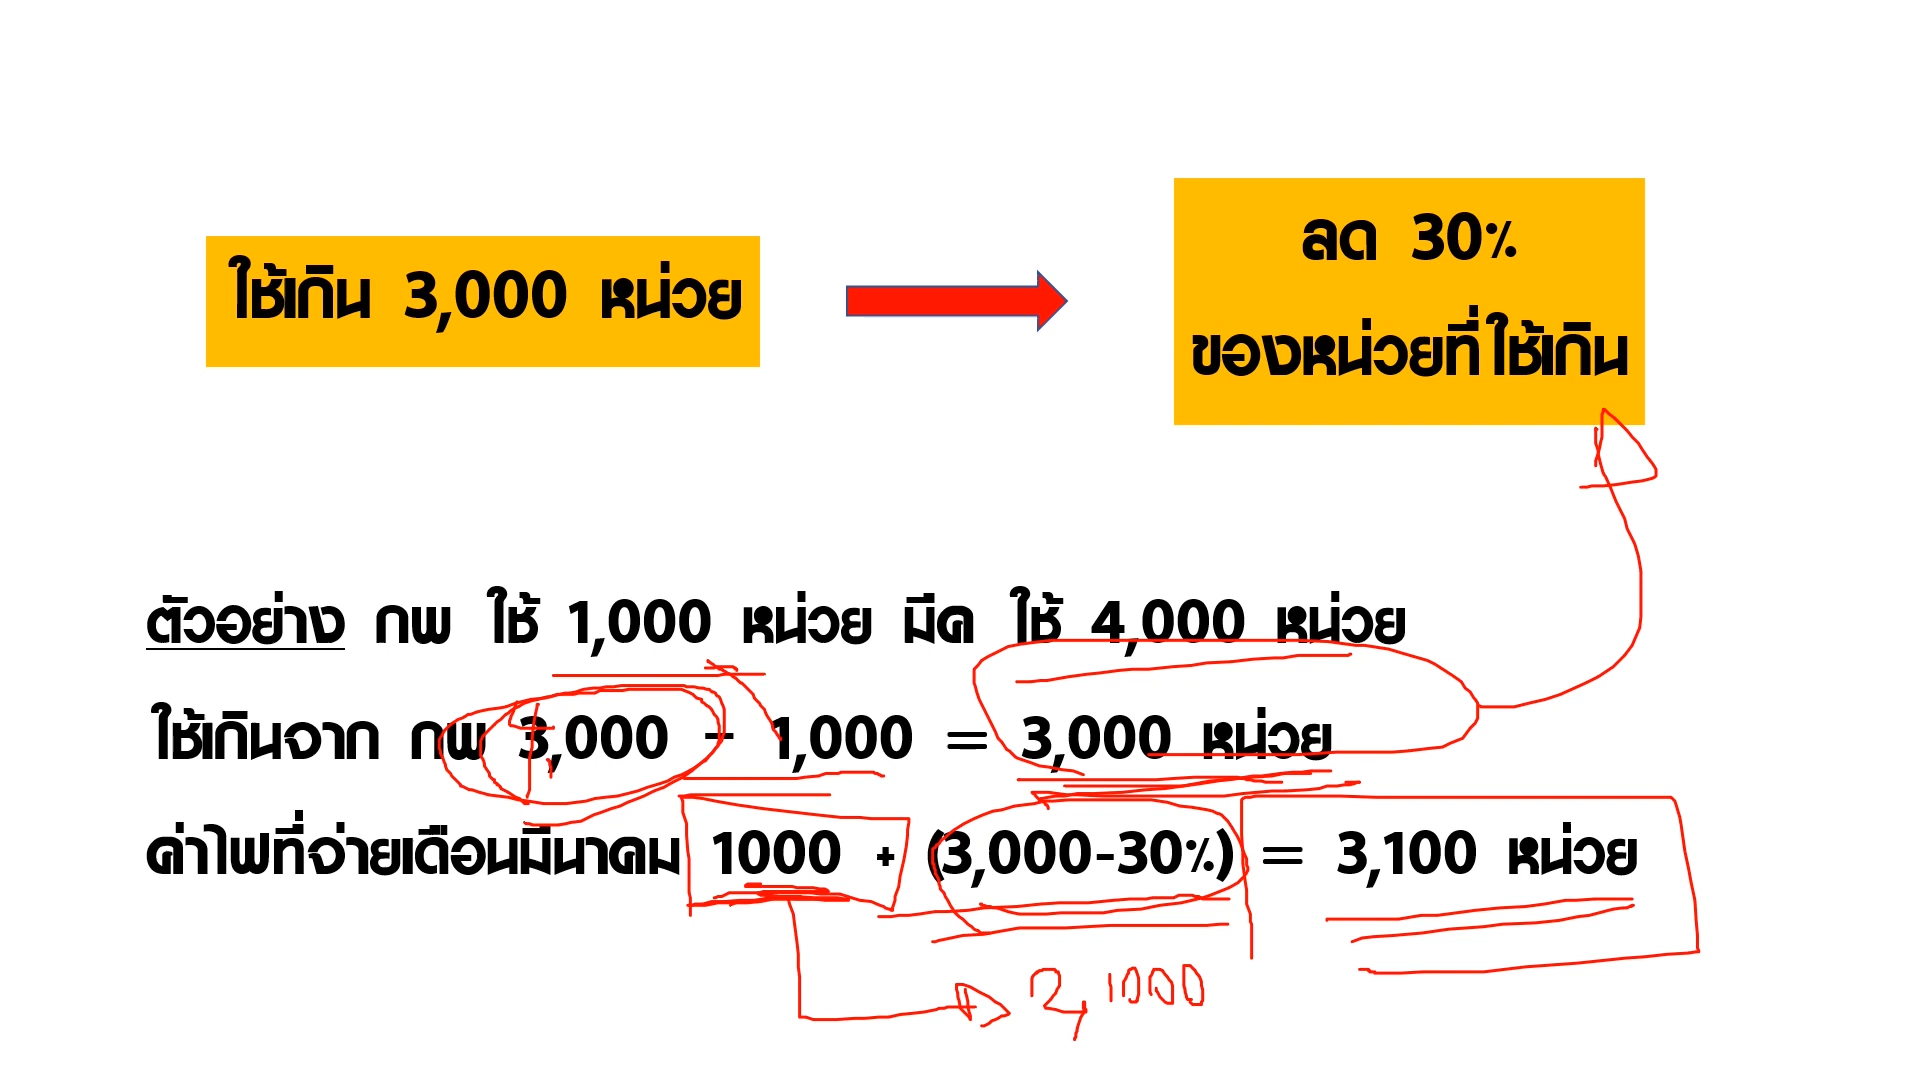 ใช้เกิน 3,000 หน่วย
ลด 30%
ของหน่วยที่ใช้เกิน
ตัวอย่าง กพ ใช้ 1,000 หน่วย มีค ใช้ 4,000 หน่วย
ใช้เกินจาก กพ 3,000 - 1,000 = 3,000 หน่วย
ค่าไฟที่จ่ายเดือนมีนาคม 1000 + (3,000-30%) = 3,100 หน่วย
2,1000